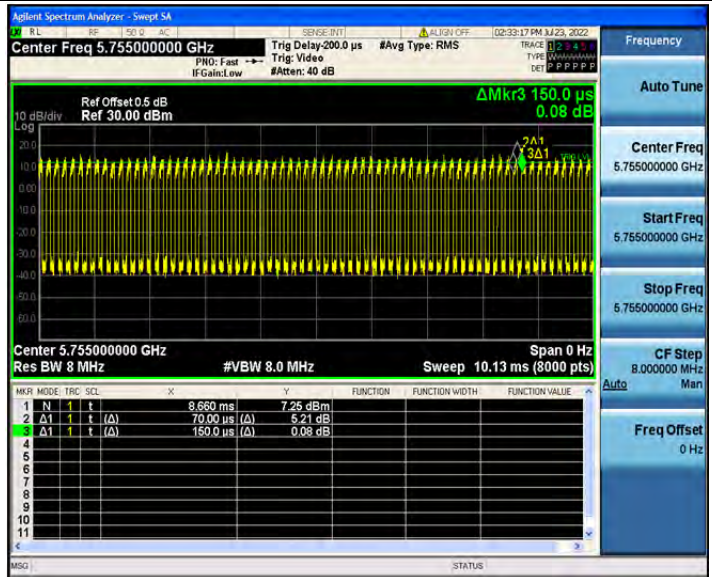 Agilent Spectrum Analyzer - Swept SA
RL RF 50 Ω AC SENSE:INT ALIGN OFF 02:33:17 PM Jul 23, 2022
Center Freq 5.755000000 GHz
PNO: Fast
IFGain:Low
Trig Delay-200.0 µs
Trig: Video
#Atten: 40 dB
#Avg Type: RMS
TRACE 1 2 3 4 5 6
TYPE
DET P P P P P P
Frequency
Auto Tune
Center Freq
5.755000000 GHz
Start Freq
5.755000000 GHz
Stop Freq
5.755000000 GHz
CF Step
8.000000 MHz
Auto Man
Freq Offset
0 Hz
ΔMkr3 150.0 µs
0.08 dB
Ref Offset 0.5 dB
10 dB/div Ref 30.00 dBm
Log
20.0
10.0
0.00
-10.0
-20.0
-30.0
-40.0
-50.0
-60.0
2Δ1
3Δ1
TRIG LVL
Center 5.755000000 GHz Span 0 Hz
Res BW 8 MHz #VBW 8.0 MHz Sweep 10.13 ms (8000 pts)
MKR MODE TRC SCL X Y FUNCTION FUNCTION WIDTH FUNCTION VALUE
1 N 1 t 8.660 ms 7.25 dBm
2 Δ1 1 t (Δ) 70.00 µs (Δ) 5.21 dB
3 Δ1 1 t (Δ) 150.0 µs (Δ) 0.08 dB
4
5
6
7
8
9
10
11
MSG STATUS